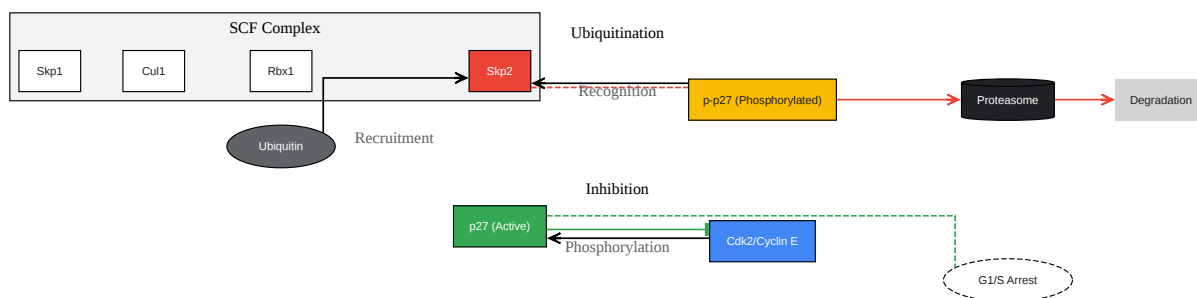 SCF Complex
Ubiquitination
Skp1
Cul1
Rbx1
Skp2
Recognition
p-p27 (Phosphorylated)
Proteasome
Degradation
Ubiquitin
Recruitment
Inhibition
p27 (Active)
Phosphorylation
Cdk2/Cyclin E
G1/S Arrest